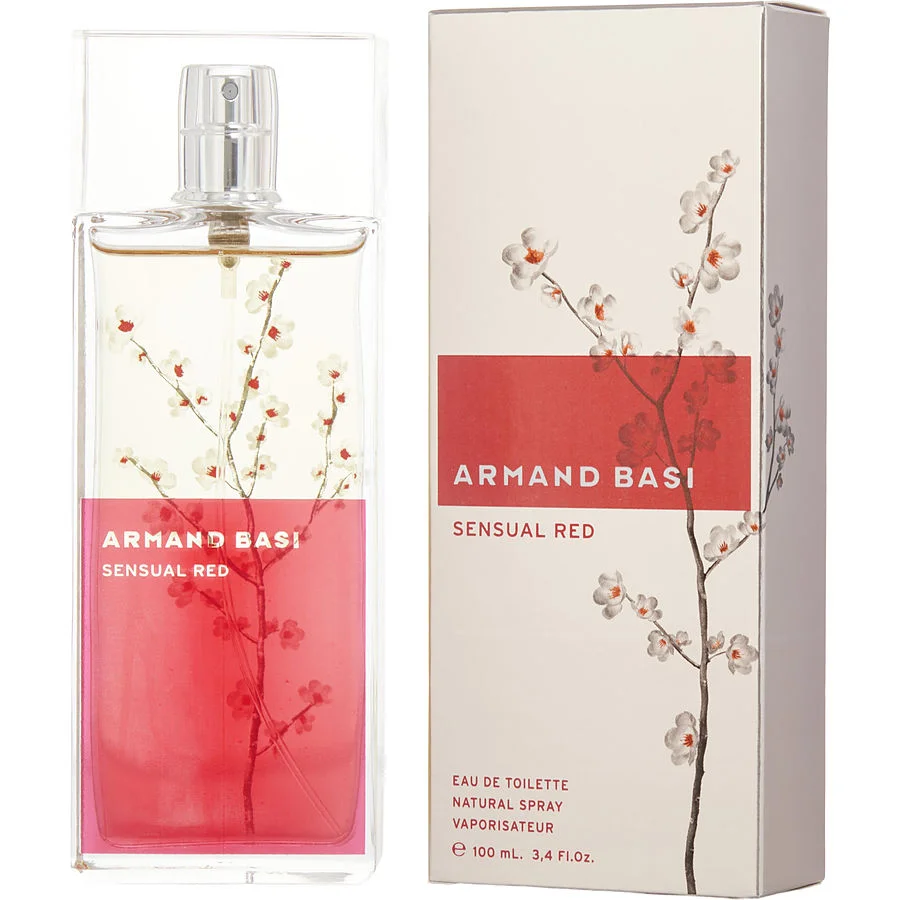 ARMAND BASI
SENSUAL RED
ARMAND BASI
SENSUAL RED
EAU DE TOILETTE
NATURAL SPRAY
VAPORISATEUR
℮ 100 mL. 3,4 Fl.Oz.